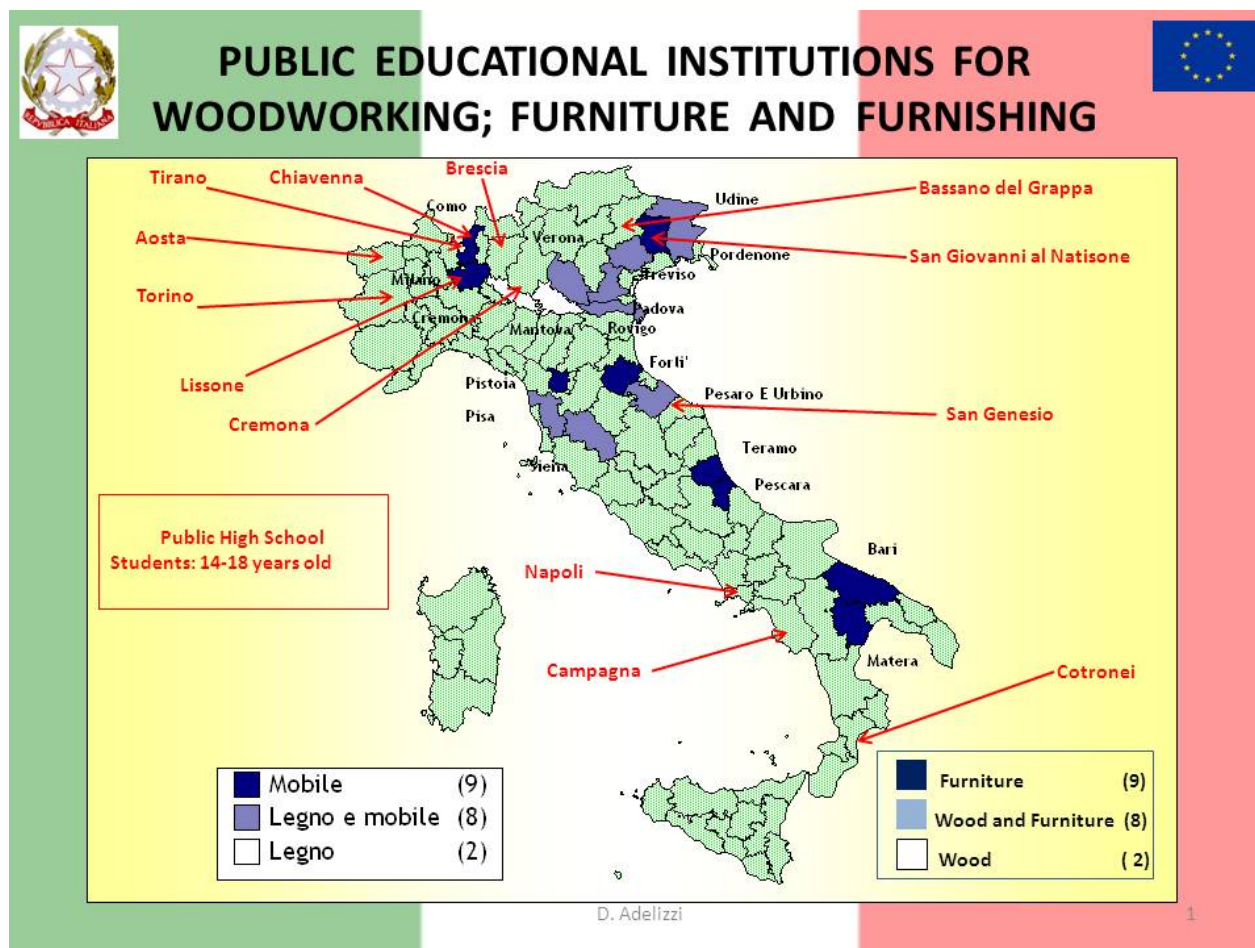 PUBLIC EDUCATIONAL INSTITUTIONS FOR
WOODWORKING; FURNITURE AND FURNISHING
REPVBBLICA ITALIANA
Tirano
Chiavenna
Brescia
Como
Udine
Bassano del Grappa
Aosta
Verona
Pordenone
San Giovanni al Natisone
Milano
Treviso
Torino
Padova
Cremona
Mantova
Rovigo
Forli'
Lissone
Pistoia
Pesaro E Urbino
Cremona
Pisa
San Genesio
Teramo
Siena
Pescara
Public High School
Students: 14-18 years old
Bari
Napoli
Campagna
Matera
Cotronei
Mobile (9)
Legno e mobile (8)
Legno (2)
Furniture (9)
Wood and Furniture (8)
Wood ( 2)
D. Adelizzi
1